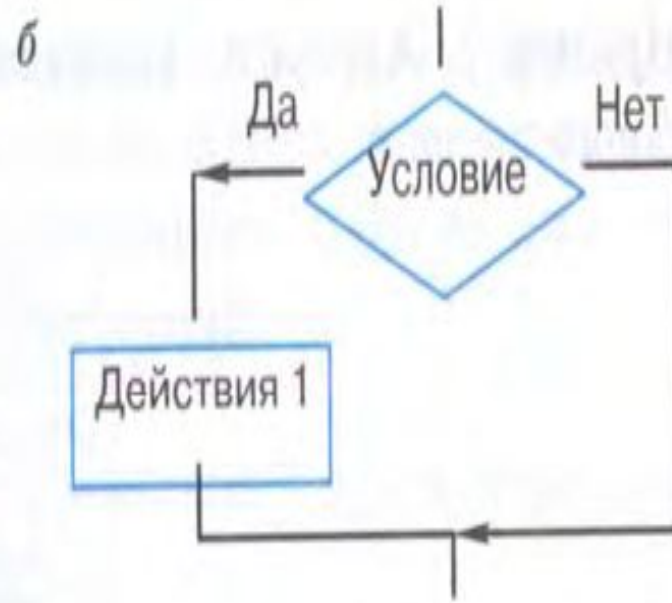 б
Да
Нет
Условие
Действия 1